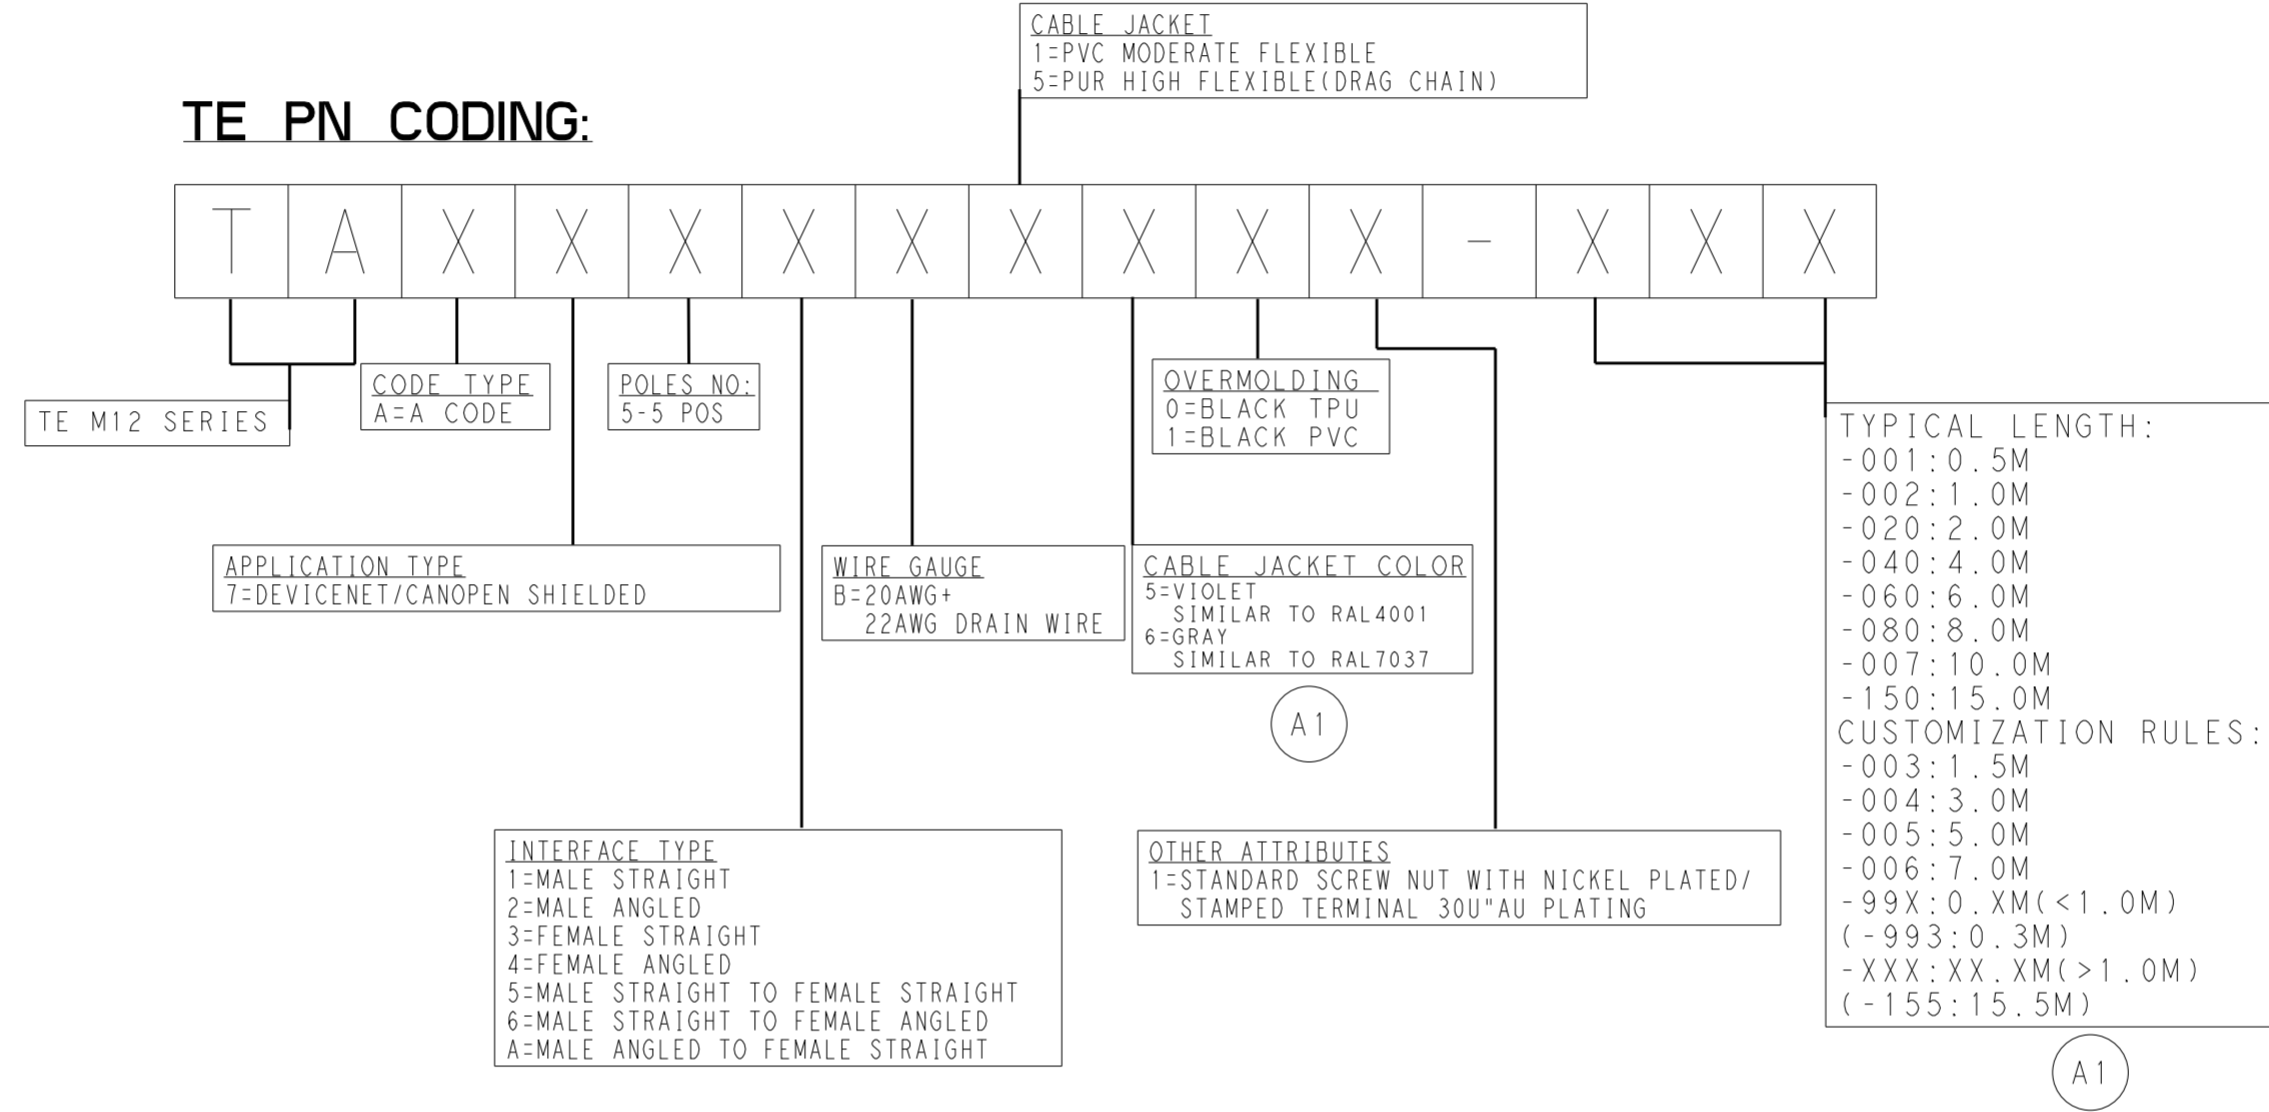 CABLE JACKET
1=PVC MODERATE FLEXIBLE
5=PUR HIGH FLEXIBLE(DRAG CHAIN)
TE PN CODING:
T A X X X X X X X X X - X X X
TE M12 SERIES
CODE TYPE
A=A CODE
POLES NO:
5-5 POS
OVERMOLDING
0=BLACK TPU
1=BLACK PVC
APPLICATION TYPE
7=DEVICENET/CANOPEN SHIELDED
WIRE GAUGE
B=20AWG+
22AWG DRAIN WIRE
CABLE JACKET COLOR
5=VIOLET
SIMILAR TO RAL4001
6=GRAY
SIMILAR TO RAL7037
A1
INTERFACE TYPE
1=MALE STRAIGHT
2=MALE ANGLED
3=FEMALE STRAIGHT
4=FEMALE ANGLED
5=MALE STRAIGHT TO FEMALE STRAIGHT
6=MALE STRAIGHT TO FEMALE ANGLED
A=MALE ANGLED TO FEMALE STRAIGHT
OTHER ATTRIBUTES
1=STANDARD SCREW NUT WITH NICKEL PLATED/
STAMPED TERMINAL 30U"AU PLATING
TYPICAL LENGTH:
-001:0.5M
-002:1.0M
-020:2.0M
-040:4.0M
-060:6.0M
-080:8.0M
-007:10.0M
-150:15.0M
CUSTOMIZATION RULES:
-003:1.5M
-004:3.0M
-005:5.0M
-006:7.0M
-99X:0.XM(<1.0M)
(-993:0.3M)
-XXX:XX.XM(>1.0M)
(-155:15.5M)
A1